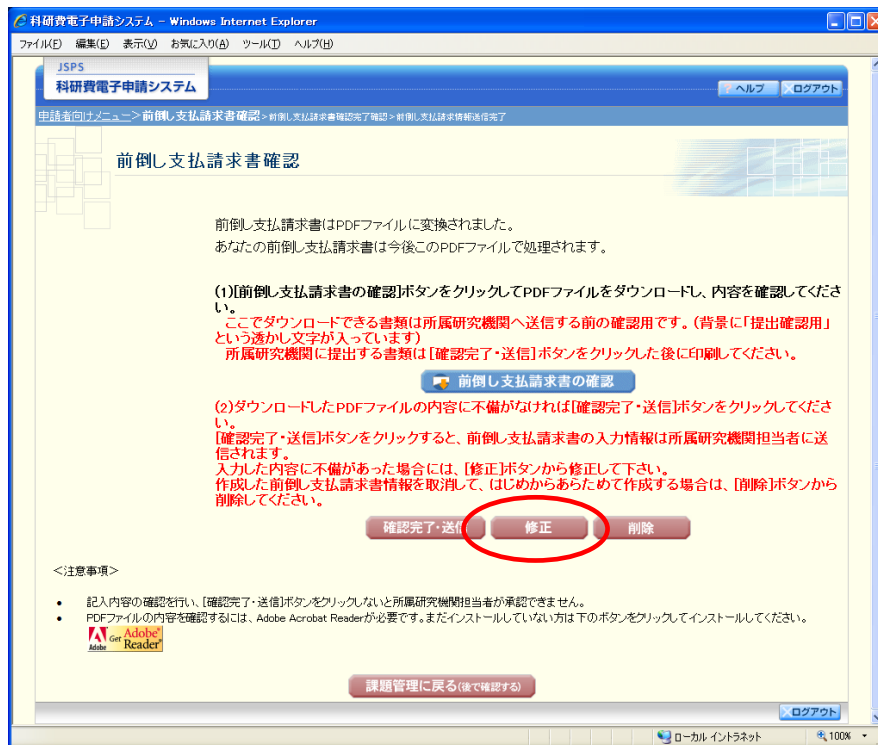 科研費電子申請システム - Windows Internet Explorer
ファイル(F) 編集(E) 表示(V) お気に入り(A) ツール(T) ヘルプ(H)
JSPS
科研費電子申請システム
? ヘルプ ×ログアウト
申請者向けメニュー>前倒し支払請求書確認>前倒し支払請求書確認完了確認>前倒し支払請求情報送信完了
前倒し支払請求書確認
前倒し支払請求書はPDFファイルに変換されました。
あなたの前倒し支払請求書は今後このPDFファイルで処理されます。
(1)[前倒し支払請求書の確認]ボタンをクリックしてPDFファイルをダウンロードし、内容を確認してくださ
い。
ここでダウンロードできる書類は所属研究機関へ送信する前の確認用です。(背景に「提出確認用」
という透かし文字が入っています)
所属研究機関に提出する書類は[確認完了・送信]ボタンをクリックした後に印刷してください。
前倒し支払請求書の確認
(2)ダウンロードしたPDFファイルの内容に不備がなければ[確認完了・送信]ボタンをクリックしてくださ
い。
[確認完了・送信]ボタンをクリックすると、前倒し支払請求書の入力情報は所属研究機関担当者に送
信されます。
入力した内容に不備があった場合には、[修正]ボタンから修正して下さい。
作成した前倒し支払請求書情報を取消して、はじめからあらためて作成する場合は、[削除]ボタンから
削除してください。
確認完了・送信 修正 削除
<注意事項>
• 記入内容の確認を行い、[確認完了・送信]ボタンをクリックしないと所属研究機関担当者が承認できません。
• PDFファイルの内容を確認するには、Adobe Acrobat Readerが必要です。まだインストールしていない方は下のボタンをクリックしてインストールしてください。
Adobe Get Adobe® Reader®
課題管理に戻る(後で確認する)
×ログアウト
ローカル イントラネット 100%